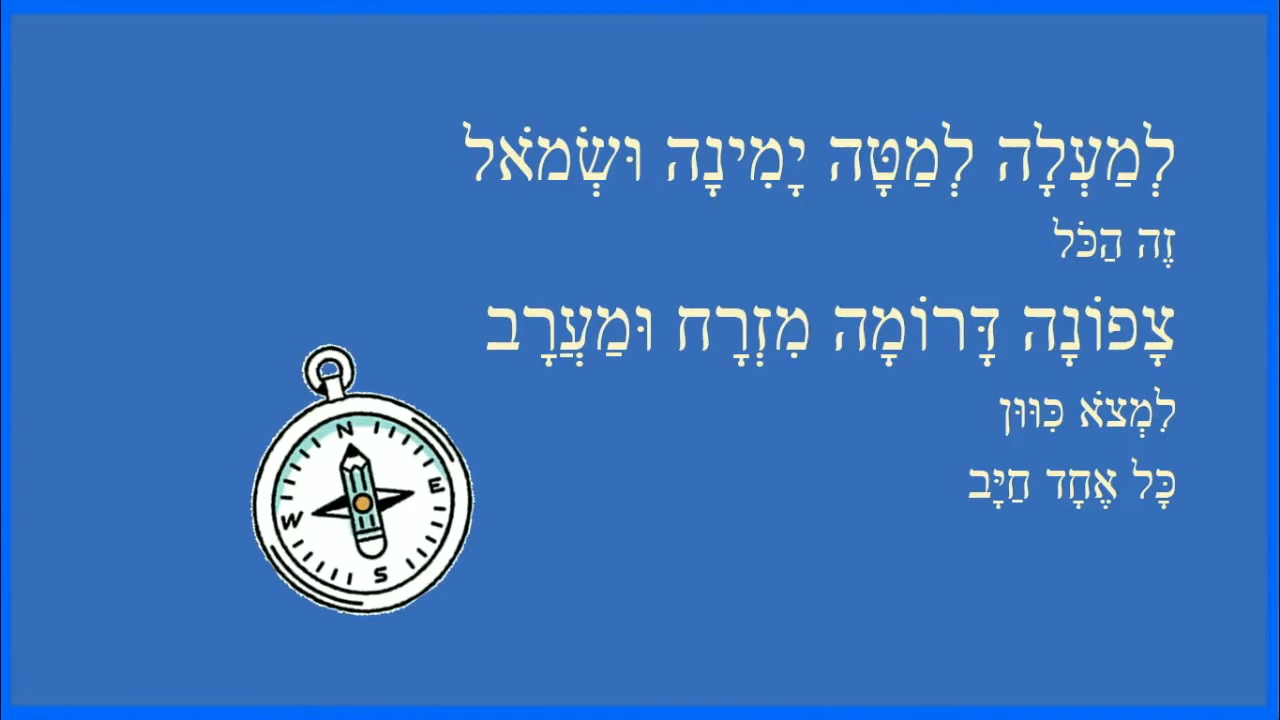 לְמַעְלָה לְמַטָּה יָמִינָה וּשְׂמֹאל
זֶה הַכֹּל
צָפוֹנָה דָּרוֹמָה מִזְרָח וּמַעֲרָב
לִמְצֹא כִּוּוּן
כָּל אֶחָד חַיָּב
N
E
W
S